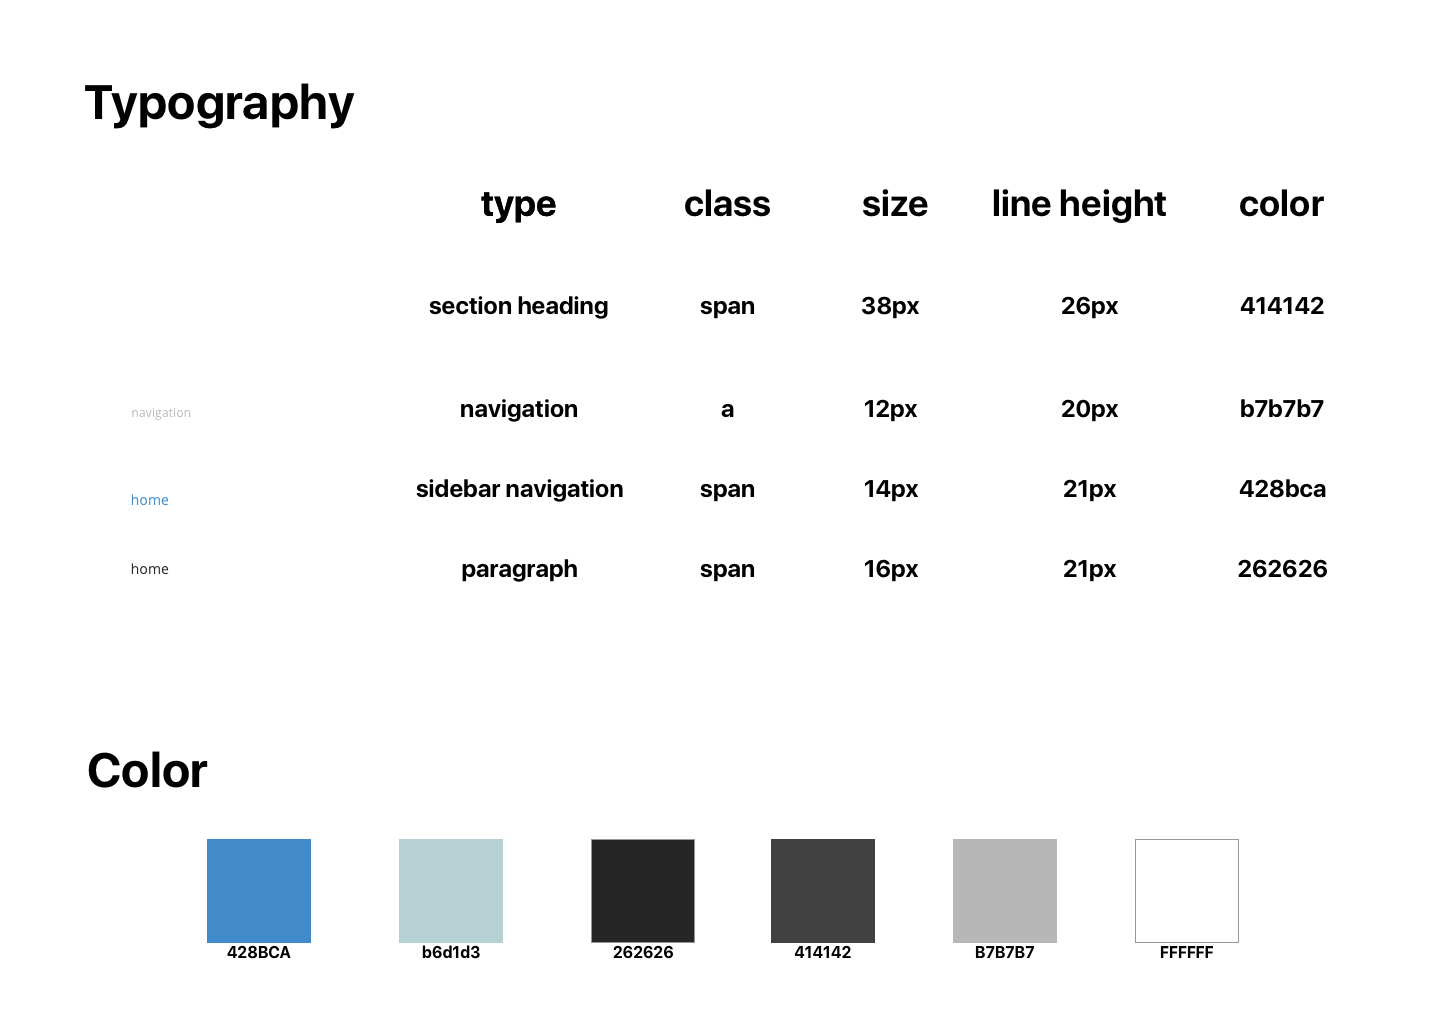 Typography
type class size line height color
section heading span 38px 26px 414142
navigation navigation a 12px 20px b7b7b7
home sidebar navigation span 14px 21px 428bca
home paragraph span 16px 21px 262626
Color
428BCA b6d1d3 262626 414142 B7B7B7 FFFFFF